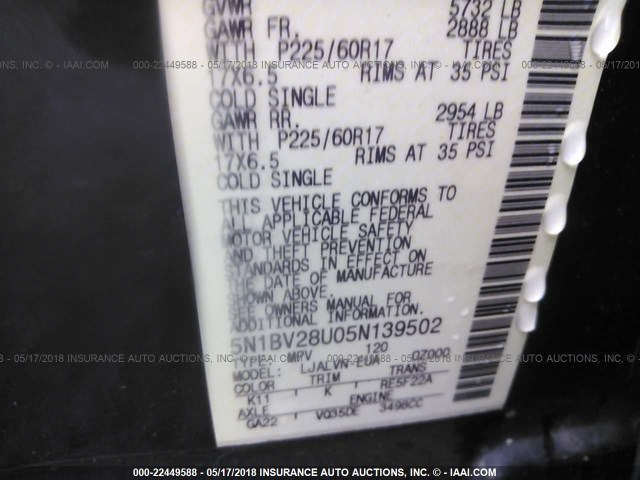 GVWR 5732 LB
GAWR FR. 2888 LB
WITH P225/60R17 TIRES
17X6.5 RIMS AT 35 PSI
COLD SINGLE
GAWR RR. 2954 LB
WITH P225/60R17 TIRES
17X6.5 RIMS AT 35 PSI
COLD SINGLE
THIS VEHICLE CONFORMS TO
ALL APPLICABLE FEDERAL
MOTOR VEHICLE SAFETY
AND THEFT PREVENTION
STANDARDS IN EFFECT ON
THE DATE OF MANUFACTURE
SHOWN ABOVE.
SEE OWNERS MANUAL FOR
ADDITIONAL INFORMATION
5N1BV28U05N139502
TYPE: MPV 120 0Z000
MODEL: LJALVN-EUA
COLOR TRIM TRANS
K11 K RE5F22A
AXLE ENGINE
GA22 VQ35DE 3498CC
000-22449588 - 05/17/2018 INSURANCE AUTO AUCTIONS, INC. © - IAAI.COM